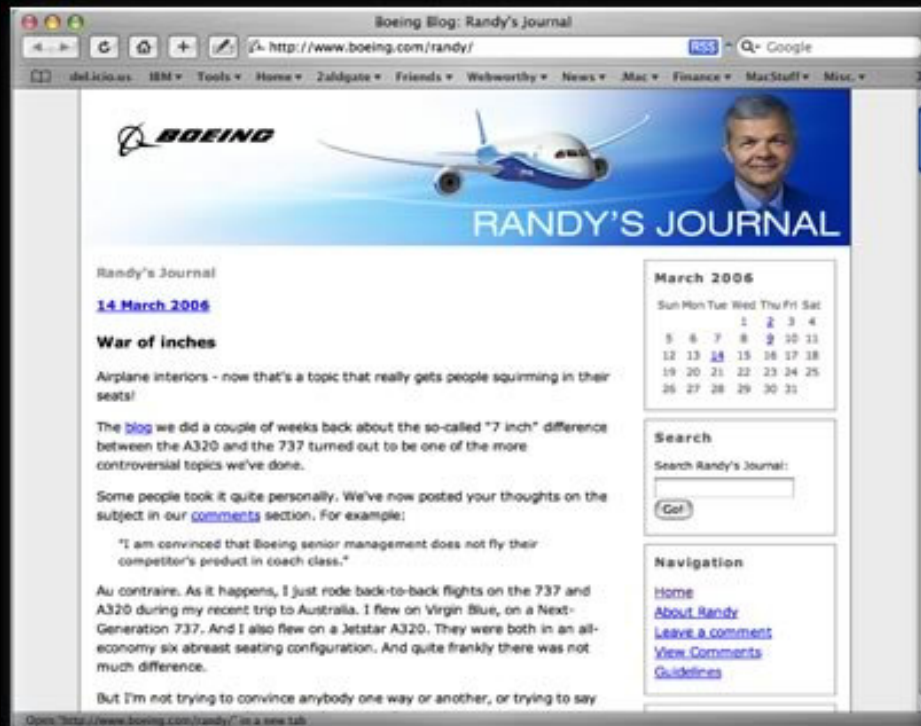 Boeing Blog: Randy's Journal
http://www.boeing.com/randy/
RSS
Google
del.icio.us IBM Tools Home 2aldgate Friends Webworthy News .Mac Finance MacStuff Misc.
BOEING
RANDY'S JOURNAL
Randy's Journal
14 March 2006
War of inches
Airplane interiors - now that's a topic that really gets people squirming in their
seats!
The blog we did a couple of weeks back about the so-called "7 inch" difference
between the A320 and the 737 turned out to be one of the more
controversial topics we've done.
Some people took it quite personally. We've now posted your thoughts on the
subject in our comments section. For example:
"I am convinced that Boeing senior management does not fly their
competitor's product in coach class."
Au contraire. As it happens, I just rode back-to-back flights on the 737 and
A320 during my recent trip to Australia. I flew on Virgin Blue, on a Next-
Generation 737. And I also flew on a Jetstar A320. They were both in an all-
economy six abreast seating configuration. And quite frankly there was not
much difference.
But I'm not trying to convince anybody one way or another, or trying to say
March 2006
Sun Mon Tue Wed Thu Fri Sat
1 2 3 4
5 6 7 8 9 10 11
12 13 14 15 16 17 18
19 20 21 22 23 24 25
26 27 28 29 30 31
Search
Search Randy's Journal:
Go!
Navigation
Home
About Randy
Leave a comment
View Comments
Guidelines
Open "http://www.boeing.com/randy/" in a new tab